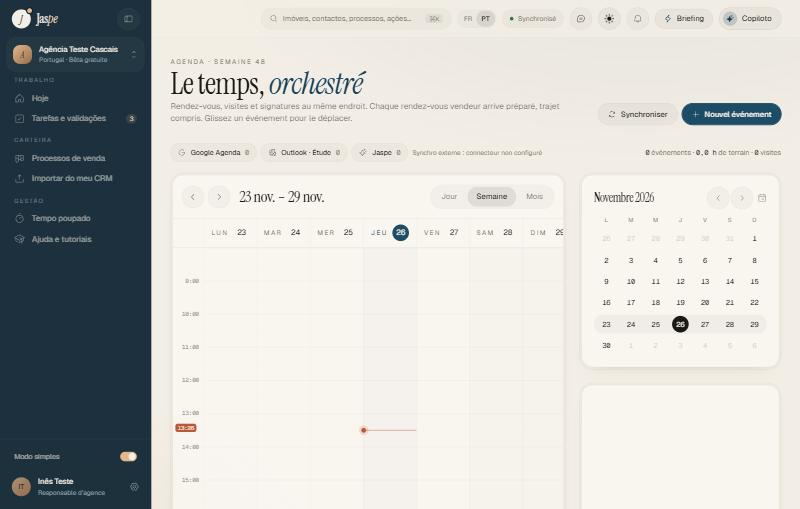 Jaspe
Imóveis, contactos, processos, ações…
⌘K
FR PT
Synchronisé
Briefing
Copiloto
Agência Teste Cascais
Portugal · Bêta gratuite
TRABALHO
Hoje
Tarefas e validações 3
CARTEIRA
Processos de venda
Importar do meu CRM
GESTÃO
Tempo poupado
Ajuda e tutoriais
Modo simples
IT
Inês Teste
Responsable d'agence
AGENDA · SEMAINE 48
Le temps, orchestré
Rendez-vous, visites et signatures au même endroit. Chaque rendez-vous vendeur arrive préparé, trajet
compris. Glissez un événement pour le déplacer.
Synchroniser
Nouvel événement
Google Agenda 0
Outlook · Étude 0
Jaspe 0
Synchro externe : connecteur non configuré
0 événements · 0,0 h de terrain · 0 visites
23 nov. – 29 nov.
Jour Semaine Mois
LUN 23 MAR 24 MER 25 JEU 26 VEN 27 SAM 28 DIM 29
9:00
10:00
11:00
12:00
13:00
13:26
14:00
15:00
Novembre 2026
L M M J V S D
26 27 28 29 30 31 1
2 3 4 5 6 7 8
9 10 11 12 13 14 15
16 17 18 19 20 21 22
23 24 25 26 27 28 29
30 1 2 3 4 5 6